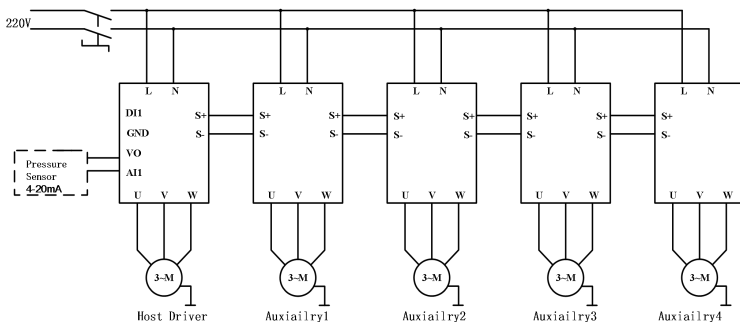 220V
L N L N L N L N L N
DI1 S+ S+ S+ S+ S+ S+ S+ S+
GND S- S- S- S- S- S- S- S-
VO
Pressure
Sensor
4-20mA
AI1
U V W U V W U V W U V W U V W
3~M 3~M 3~M 3~M 3~M
Host Driver Auxiailry1 Auxiailry2 Auxiailry3 Auxiailry4